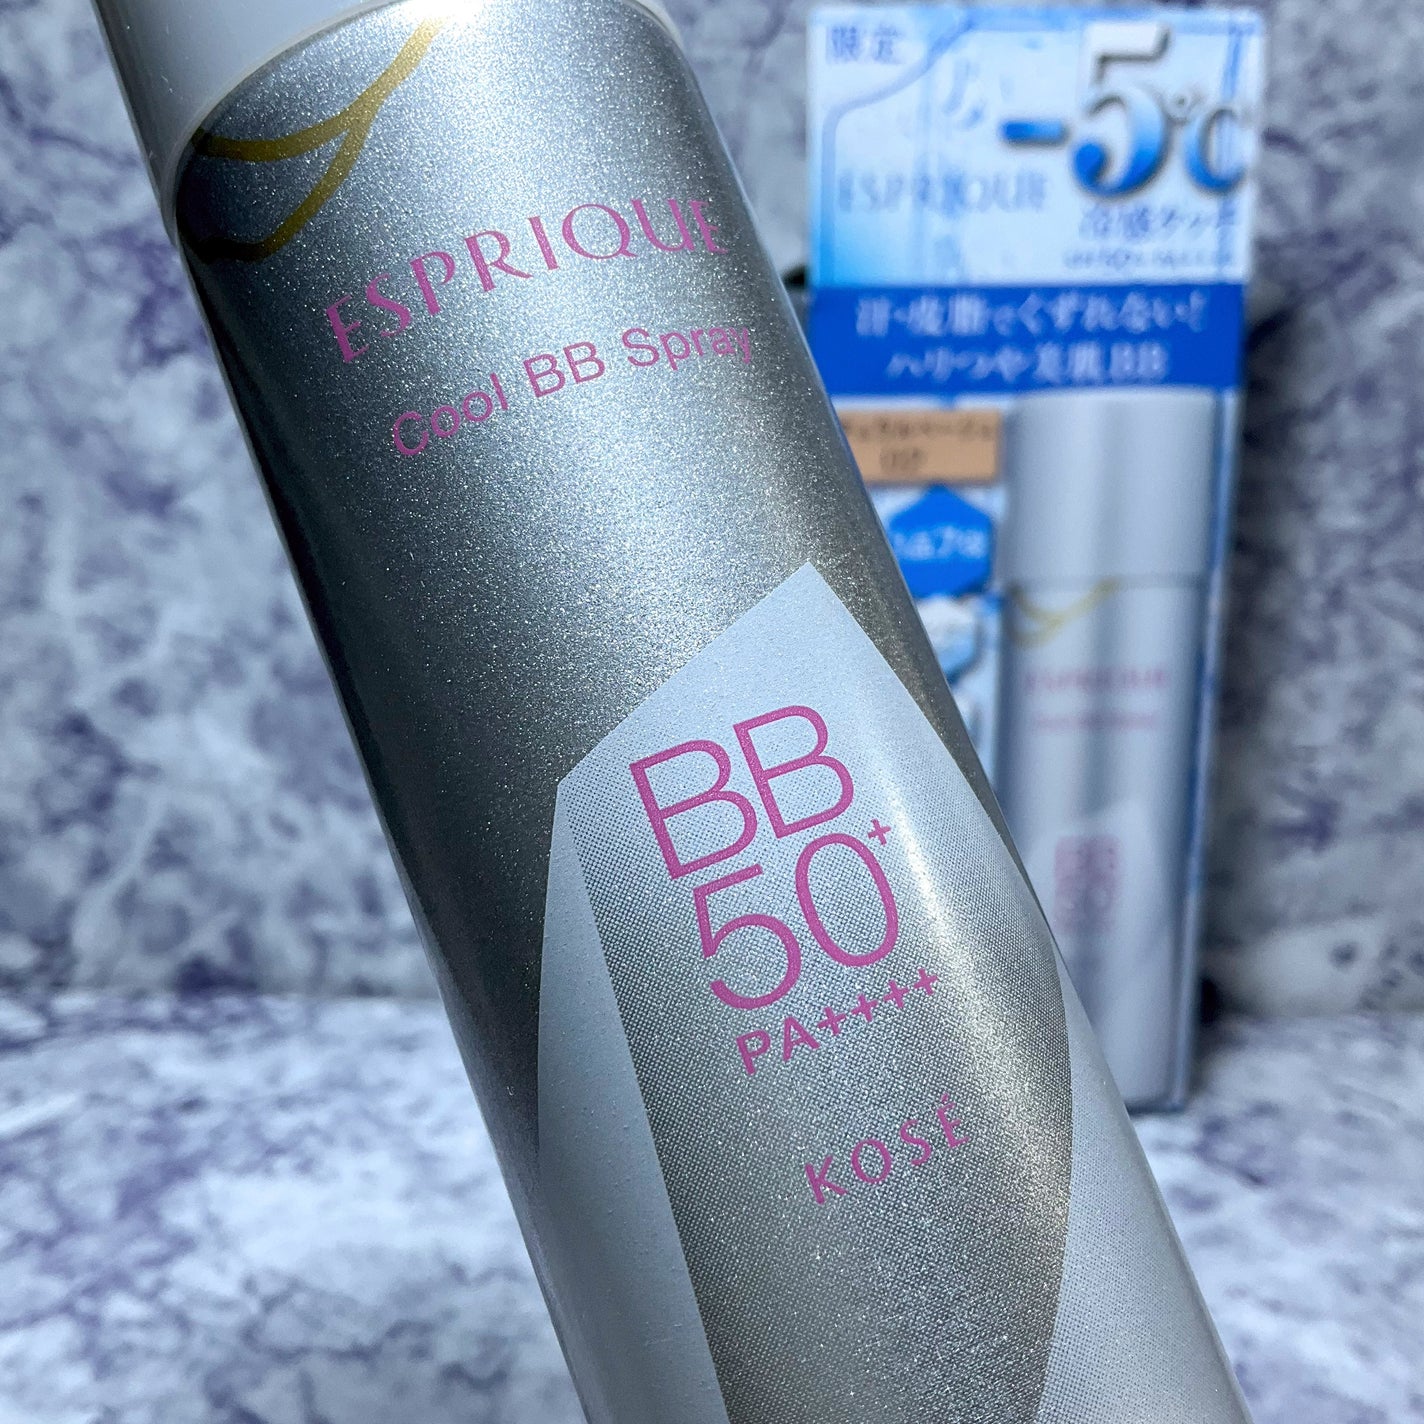 ESPRIQUE
Cool BB Spray
BB
50+
PA++++
KOSÉ
限定
-5℃
ESPRIQUE
冷感タッチ
汗・皮脂でくずれない!
ハリつや美肌BB
02